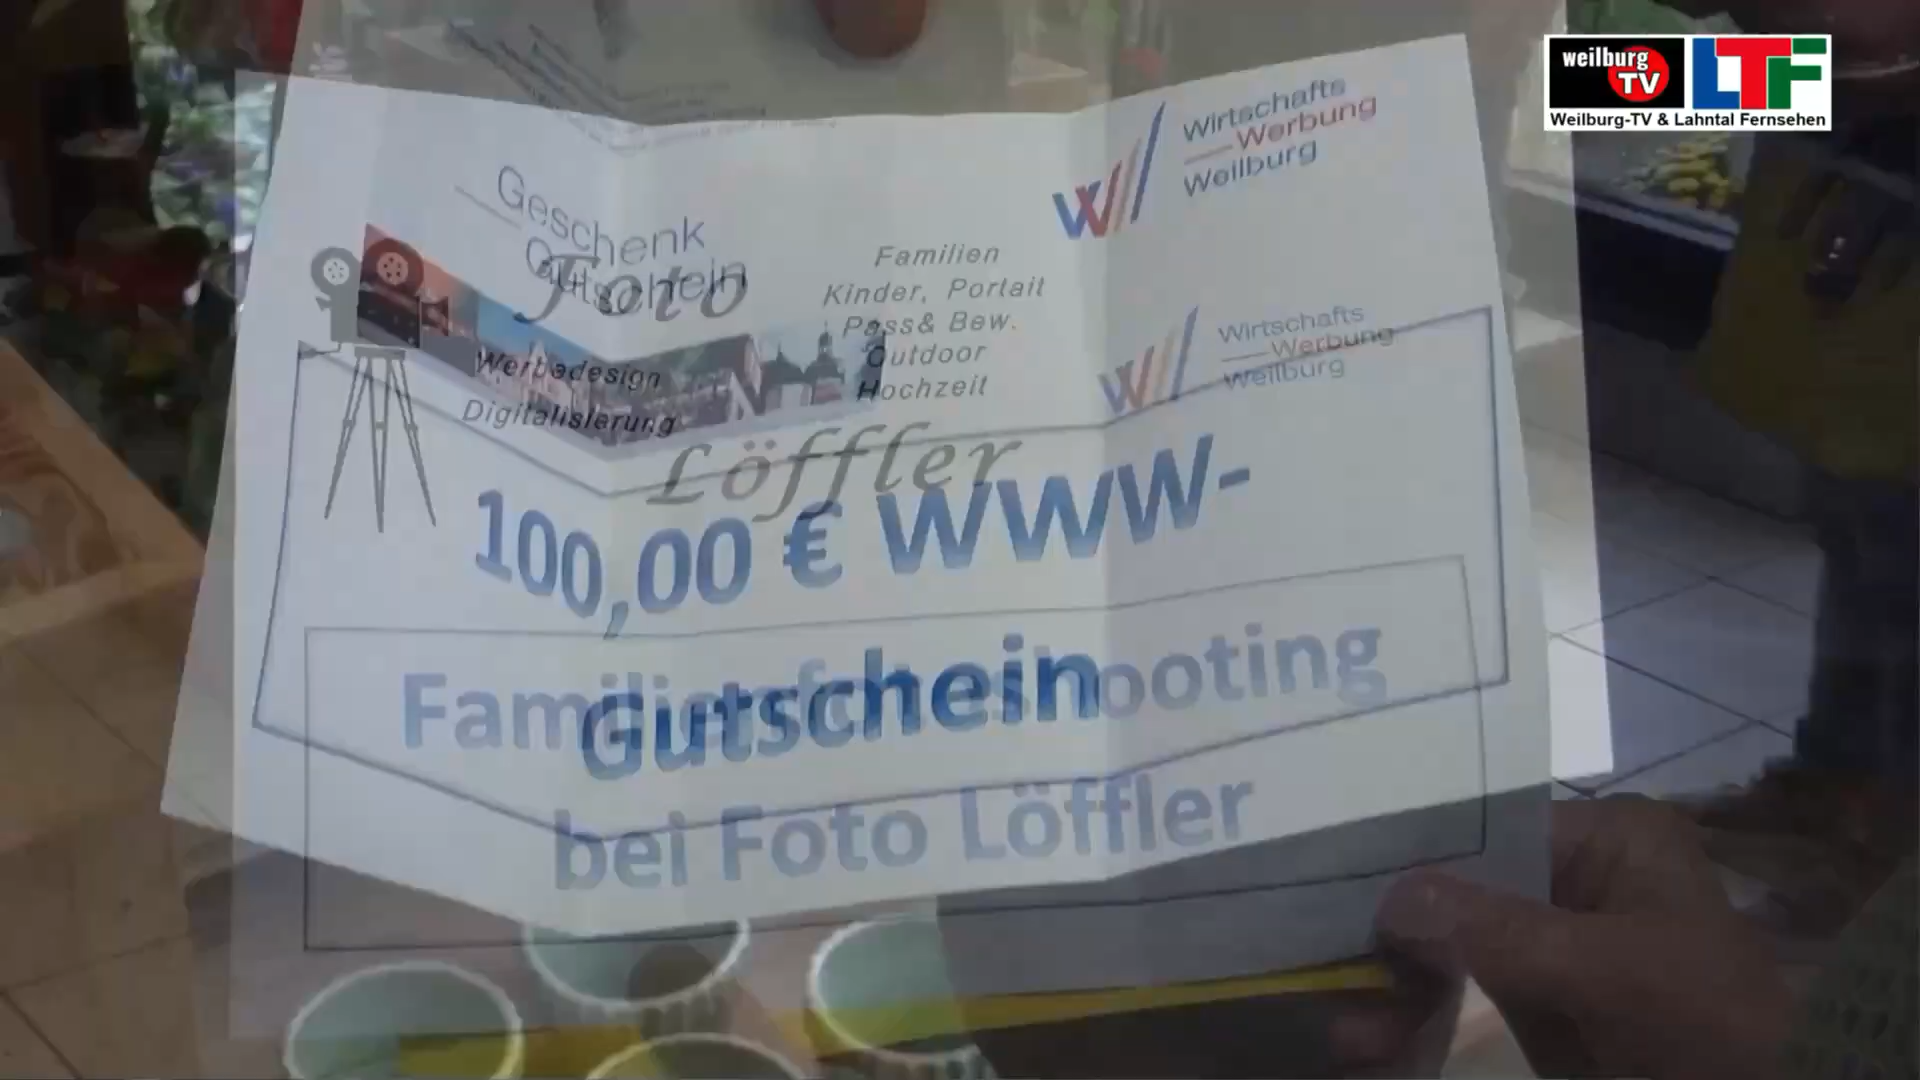 weilburg
TV
LTF
Weilburg-TV & Lahntal Fernsehen
Wirtschafts
Werbung
Weilburg
Geschenk
Gutschein
Foto
Familien
Kinder, Portait
Pass& Bew.
Outdoor
Hochzeit
Werbedesign
Digitalisierung
Wirtschafts
Werbung
Weilburg
Löffler
100,00 € WWW-
Gutschein
Familienfotoshooting
bei Foto Löffler